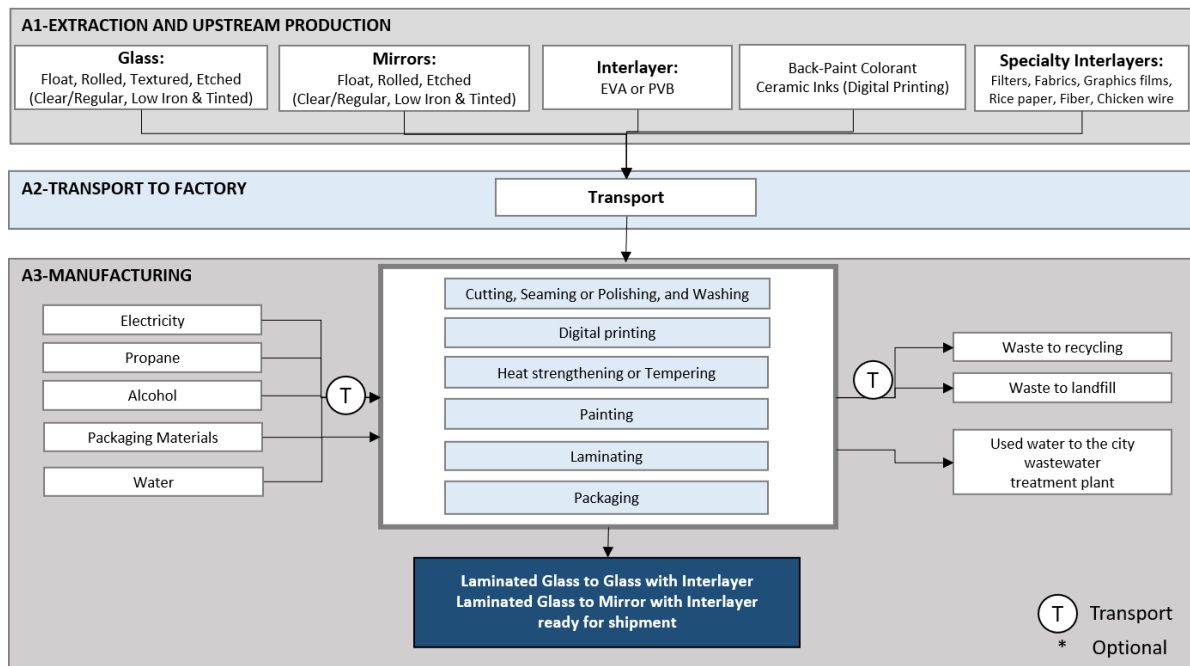 A1-EXTRACTION AND UPSTREAM PRODUCTION
Glass:
Float, Rolled, Textured, Etched
(Clear/Regular, Low Iron & Tinted)
Mirrors:
Float, Rolled, Etched
(Clear/Regular, Low Iron & Tinted)
Interlayer:
EVA or PVB
Back-Paint Colorant
Ceramic Inks (Digital Printing)
Specialty Interlayers:
Filters, Fabrics, Graphics films,
Rice paper, Fiber, Chicken wire
A2-TRANSPORT TO FACTORY
Transport
A3-MANUFACTURING
Electricity
Propane
Alcohol
Packaging Materials
Water
T
Cutting, Seaming or Polishing, and Washing
Digital printing
Heat strengthening or Tempering
Painting
Laminating
Packaging
T
Waste to recycling
Waste to landfill
Used water to the city
wastewater
treatment plant
Laminated Glass to Glass with Interlayer
Laminated Glass to Mirror with Interlayer
ready for shipment
T Transport
* Optional